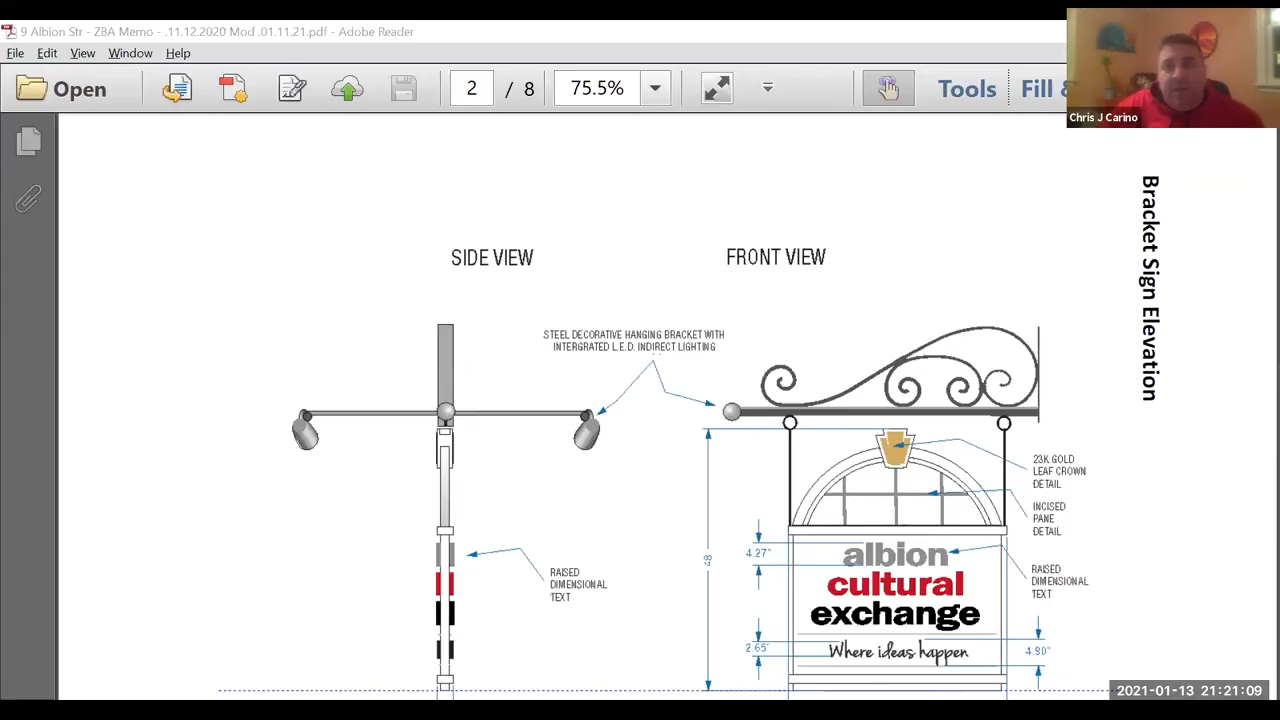 9 Albion Str - ZBA Memo - .11.12.2020 Mod .01.11.21.pdf - Adobe Reader
File Edit View Window Help
Open 2 / 8 75.5% Tools Fill &
Chris J Carino
Bracket Sign Elevation
SIDE VIEW
FRONT VIEW
STEEL DECORATIVE HANGING BRACKET WITH
INTERGRATED L.E.D. INDIRECT LIGHTING
23K GOLD
LEAF CROWN
DETAIL
INCISED
PANE
DETAIL
48
4.27"
albion
cultural
exchange
Where ideas happen
2.65"
4.90"
RAISED
DIMENSIONAL
TEXT
RAISED
DIMENSIONAL
TEXT
2021-01-13 21:21:09